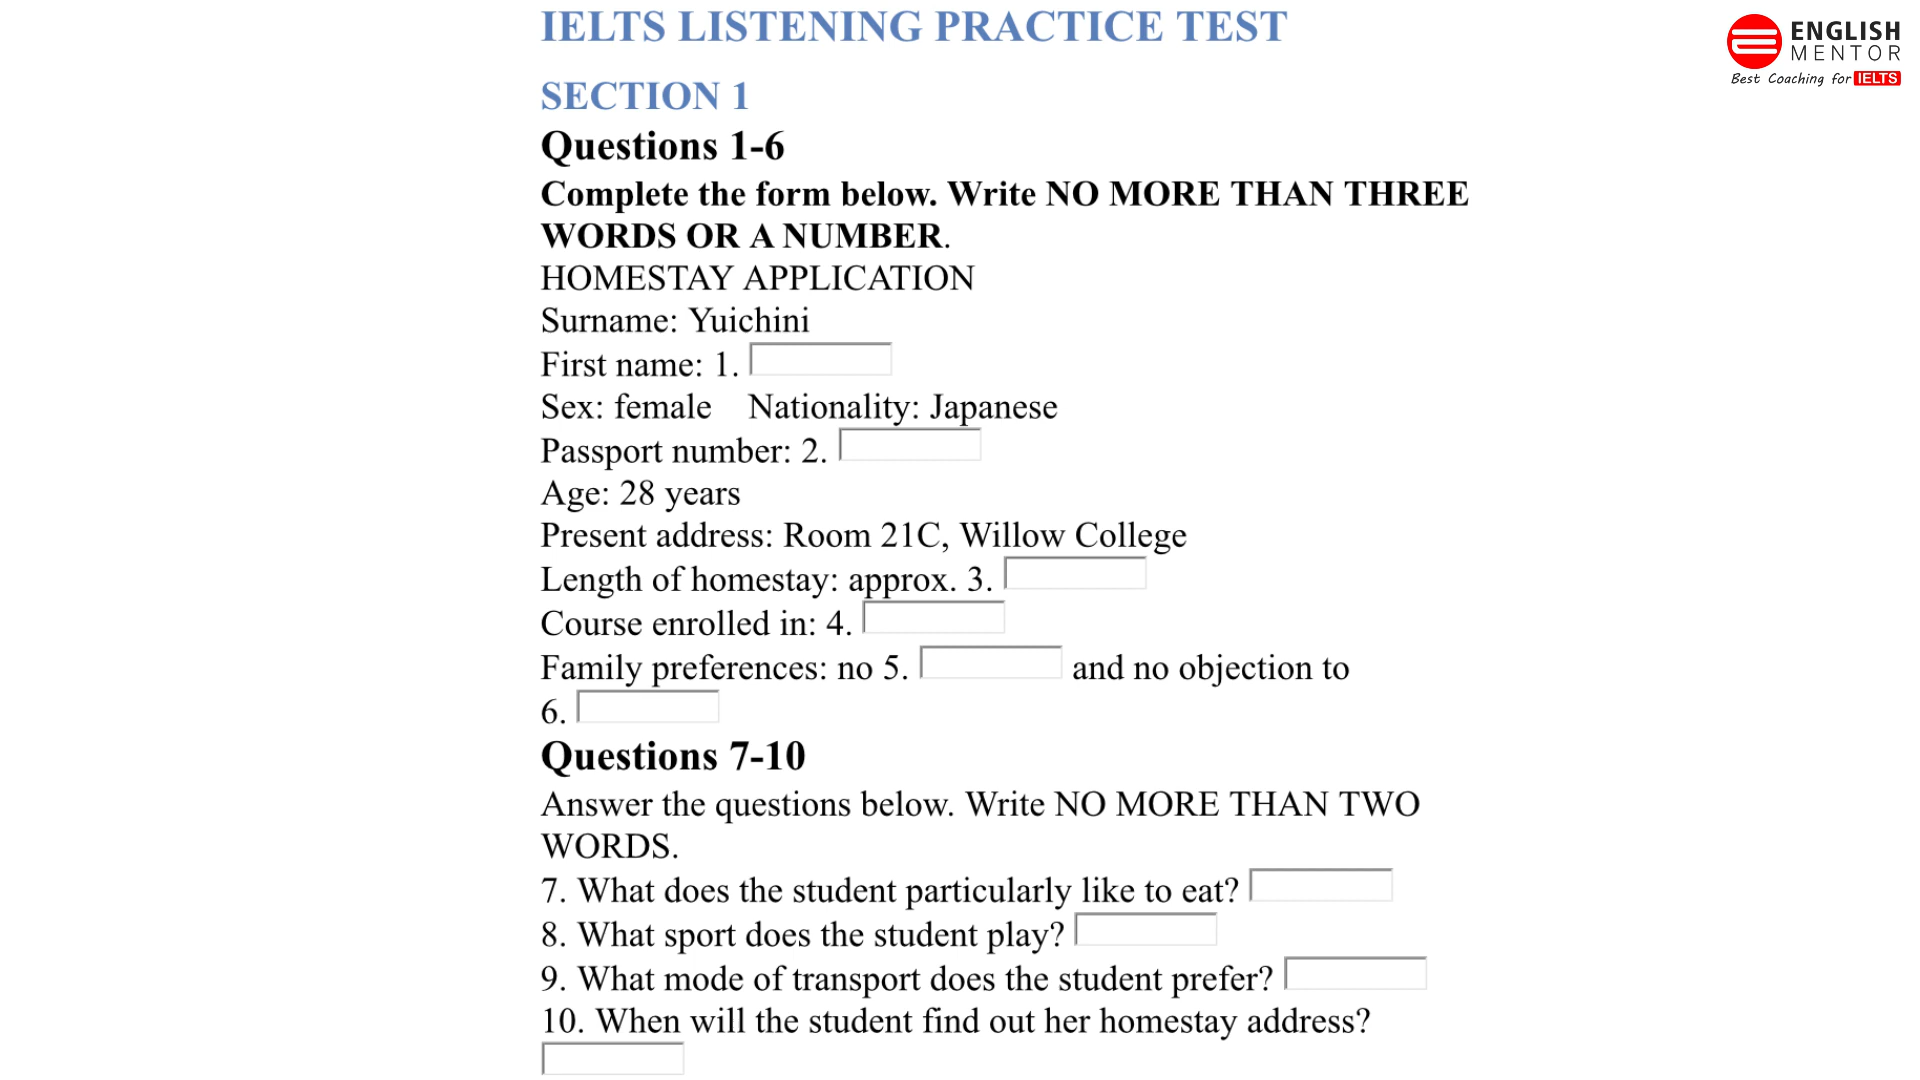 IELTS LISTENING PRACTICE TEST
ENGLISH
MENTOR
Best Coaching for IELTS
SECTION 1
Questions 1-6
Complete the form below. Write NO MORE THAN THREE
WORDS OR A NUMBER.
HOMESTAY APPLICATION
Surname: Yuichini
First name: 1.
Sex: female Nationality: Japanese
Passport number: 2.
Age: 28 years
Present address: Room 21C, Willow College
Length of homestay: approx. 3.
Course enrolled in: 4.
Family preferences: no 5. and no objection to
6.
Questions 7-10
Answer the questions below. Write NO MORE THAN TWO
WORDS.
7. What does the student particularly like to eat?
8. What sport does the student play?
9. What mode of transport does the student prefer?
10. When will the student find out her homestay address?